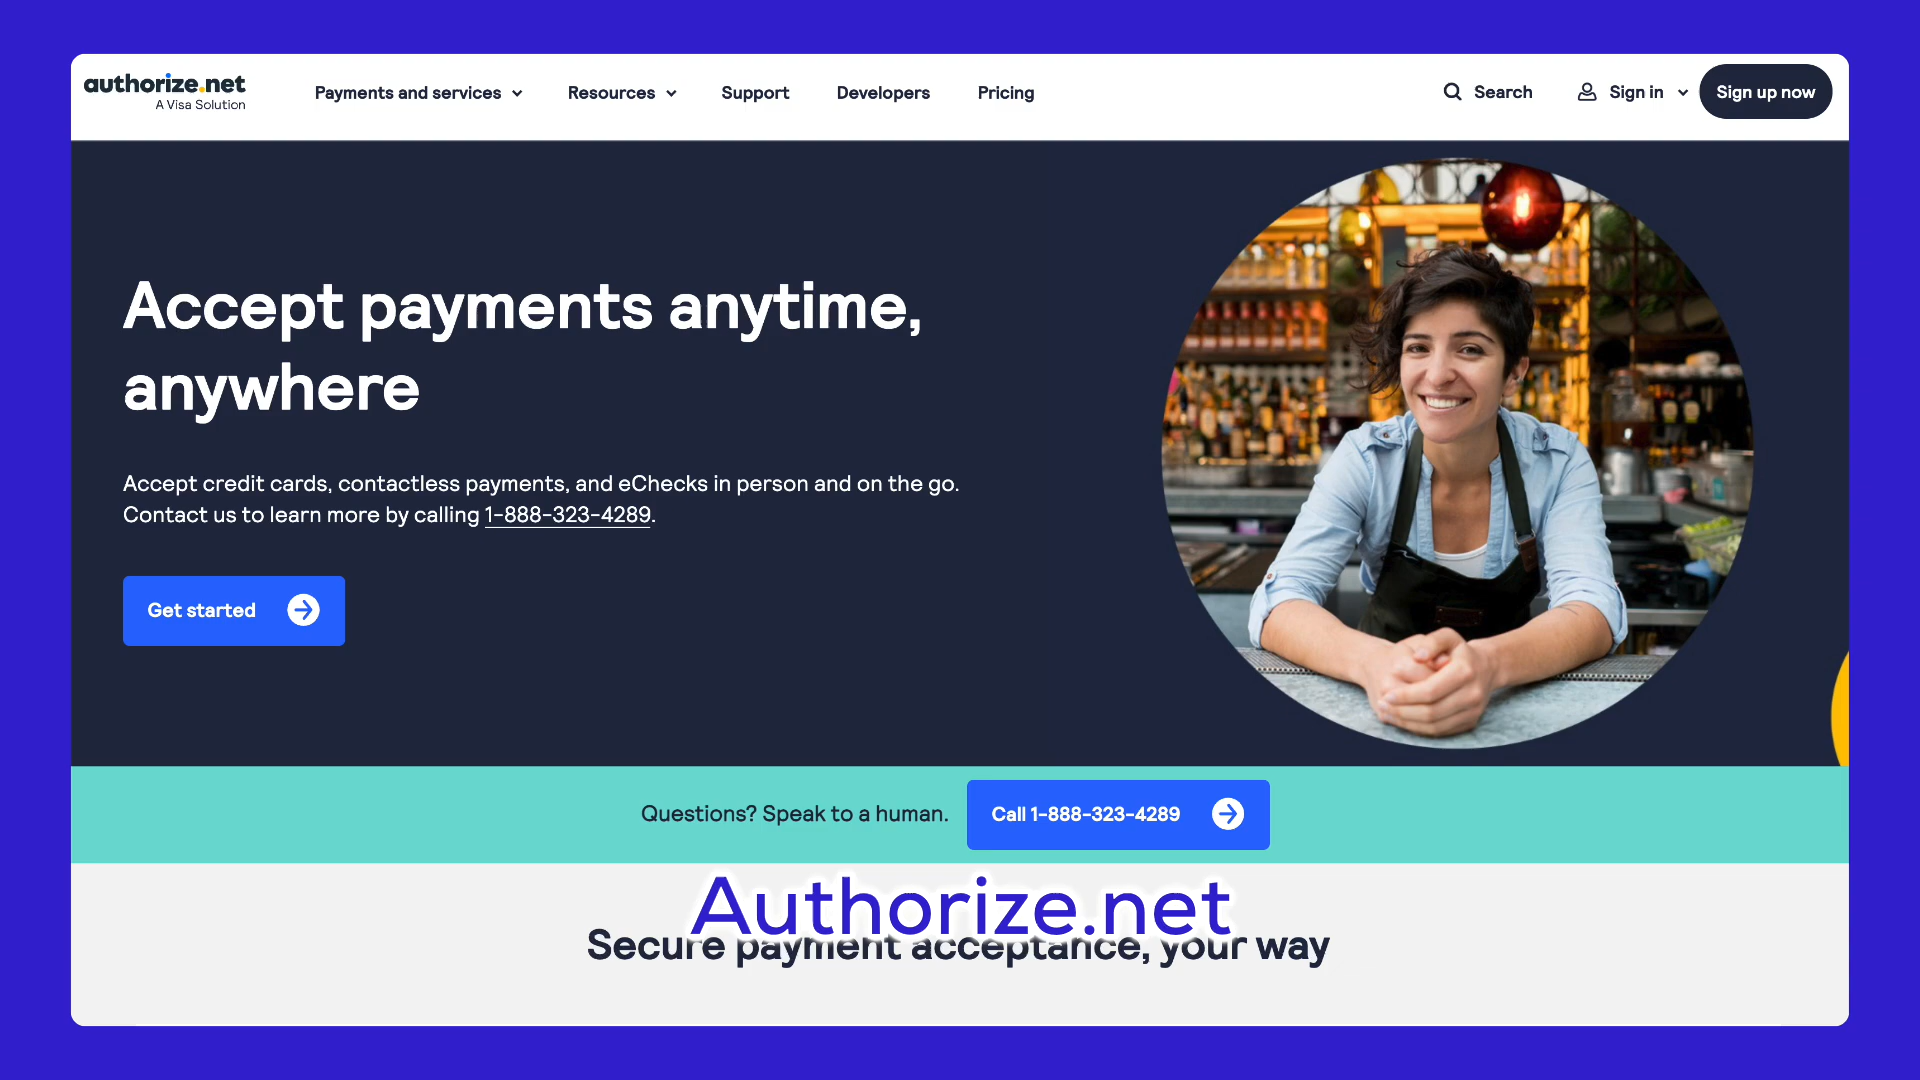 authorize.net
A Visa Solution
Payments and services
Resources
Support
Developers
Pricing
Search
Sign in
Sign up now
Accept payments anytime,
anywhere
Accept credit cards, contactless payments, and eChecks in person and on the go.
Contact us to learn more by calling 1-888-323-4289.
Get started
Questions? Speak to a human.
Call 1-888-323-4289
Authorize.net
Secure payment acceptance, your way